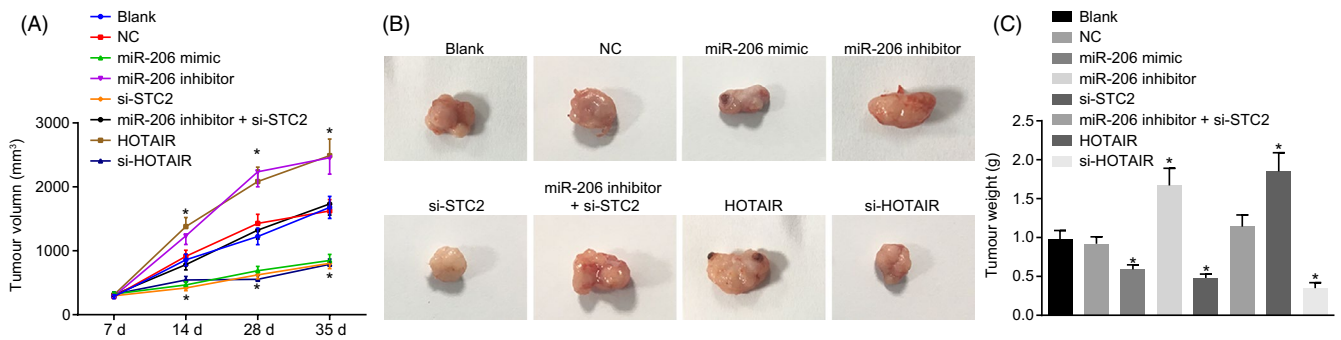 (A)
Blank
NC
miR-206 mimic
miR-206 inhibitor
si-STC2
miR-206 inhibitor + si-STC2
HOTAIR
si-HOTAIR
Tumour volumn (mm³)
3000
2000
1000
0
*
*
*
*
*
*
7 d
14 d
28 d
35 d
(B)
Blank
NC
miR-206 mimic
miR-206 inhibitor
si-STC2
miR-206 inhibitor
+ si-STC2
HOTAIR
si-HOTAIR
(C)
Blank
NC
miR-206 mimic
miR-206 inhibitor
si-STC2
miR-206 inhibitor + si-STC2
HOTAIR
si-HOTAIR
Tumour weight (g)
2.5
2.0
1.5
1.0
0.5
0.0
*
*
*
*
*